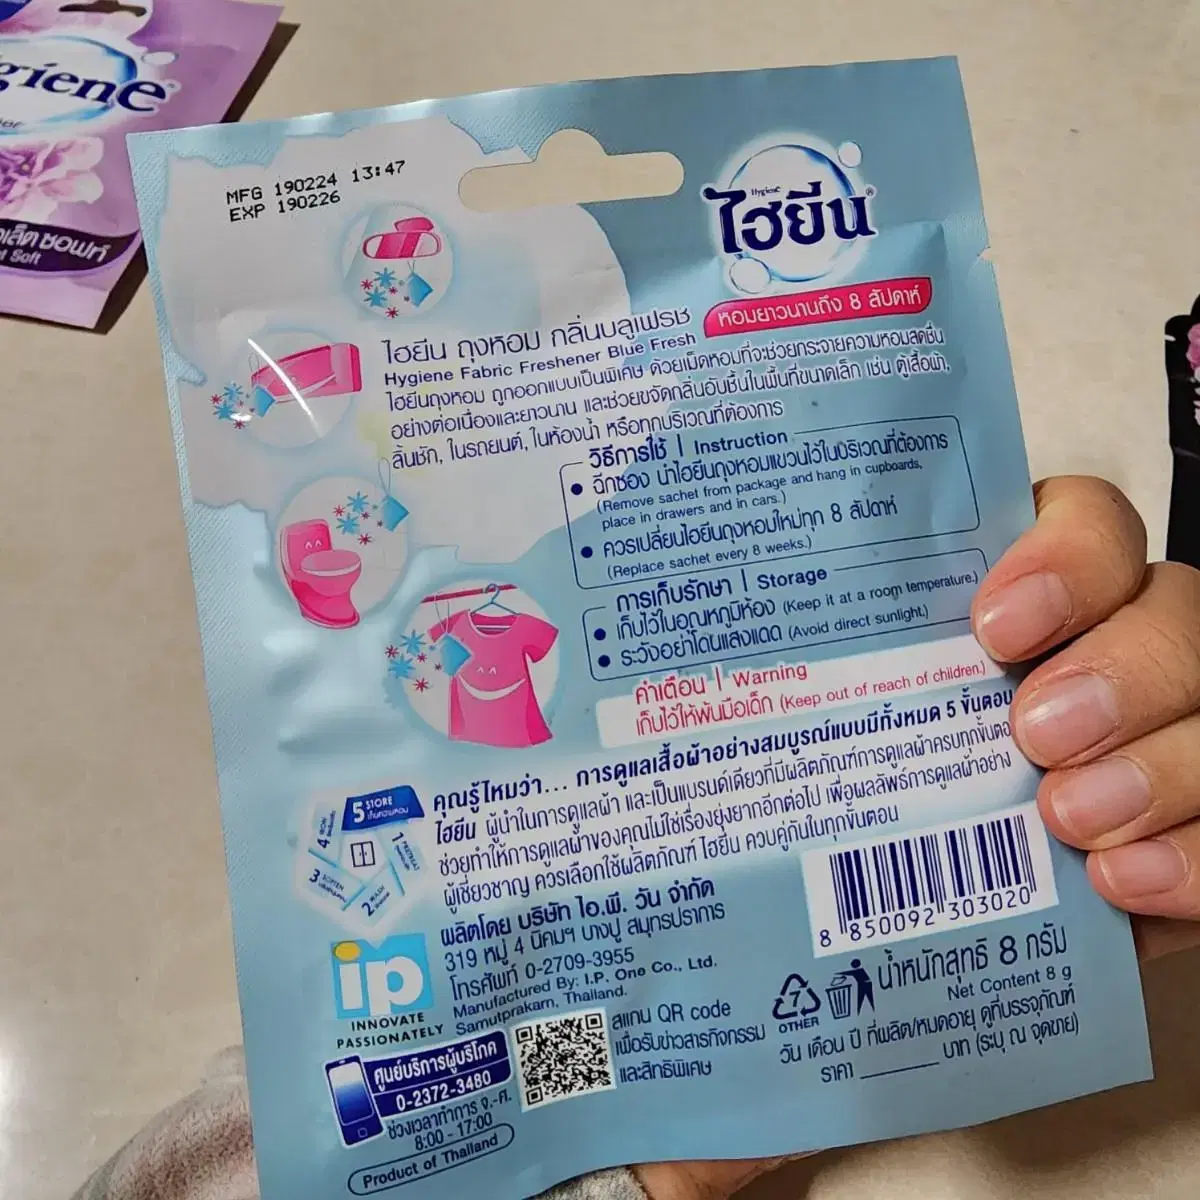 giene
เล็ต ซอฟท์
t Soft
MFG 190224 13:47
EXP 190226
Hygiene
ไฮยีน
หอมยาวนานถึง 8 สัปดาห์
ไฮยีน ถุงหอม กลิ่นบลูเฟรช
Hygiene Fabric Freshener Blue Fresh
ไฮยีนถุงหอม ถูกออกแบบเป็นพิเศษ ด้วยเม็ดหอมที่จะช่วยกระจายความหอมสดชื่น
อย่างต่อเนื่องและยาวนาน และช่วยขจัดกลิ่นอับชื้นในพื้นที่ขนาดเล็ก เช่น ตู้เสื้อผ้า,
ลิ้นชัก, ในรถยนต์, ในห้องน้ำ หรือทุกบริเวณที่ต้องการ
วิธีการใช้ | Instruction
• ฉีกซอง นำไฮยีนถุงหอมแขวนไว้ในบริเวณที่ต้องการ
(Remove sachet from package and hang in cupboards,
place in drawers and in cars.)
• ควรเปลี่ยนไฮยีนถุงหอมใหม่ทุก 8 สัปดาห์
(Replace sachet every 8 weeks.)
การเก็บรักษา | Storage
• เก็บไว้ในอุณหภูมิห้อง (Keep it at a room temperature.)
• ระวังอย่าโดนแสงแดด (Avoid direct sunlight.)
คำเตือน | Warning
เก็บไว้ให้พ้นมือเด็ก (Keep out of reach of children.)
คุณรู้ไหมว่า... การดูแลเสื้อผ้าอย่างสมบูรณ์แบบมีทั้งหมด 5 ขั้นตอน
ไฮยีน ผู้นำในการดูแลผ้า และเป็นแบรนด์เดียวที่มีผลิตภัณฑ์การดูแลผ้าครบทุกขั้นตอ
ช่วยทำให้การดูแลผ้าของคุณไม่ใช่เรื่องยุ่งยากอีกต่อไป เพื่อผลลัพธ์การดูแลผ้าอย่าง
ผู้เชี่ยวชาญ ควรเลือกใช้ผลิตภัณฑ์ ไฮยีน ควบคู่กันในทุกขั้นตอน
5 STORE
4 IRON
1 PRETREAT
3 SOFTEN
2 WASH
ผลิตโดย บริษัท ไอ.พี. วัน จำกัด
319 หมู่ 4 นิคมฯ บางปู สมุทรปราการ
โทรศัพท์ 0-2709-3955
Manufactured By: I.P. One Co., Ltd.
Samutprakarn, Thailand.
ip
INNOVATE
PASSIONATELY
8 850092 303020
น้ำหนักสุทธิ 8 กรัม
Net Content 8 g
7
OTHER
วัน เดือน ปี ที่ผลิต/หมดอายุ ดูที่บรรจุภัณฑ์
ราคา ______ บาท (ระบุ ณ จุดขาย)
สแกน QR code
เพื่อรับข่าวสารกิจกรรม
และสิทธิพิเศษ
ศูนย์บริการผู้บริโภค
0-2372-3480
ช่วงเวลาทำการ จ.-ศ.
8:00 - 17:00
Product of Thailand